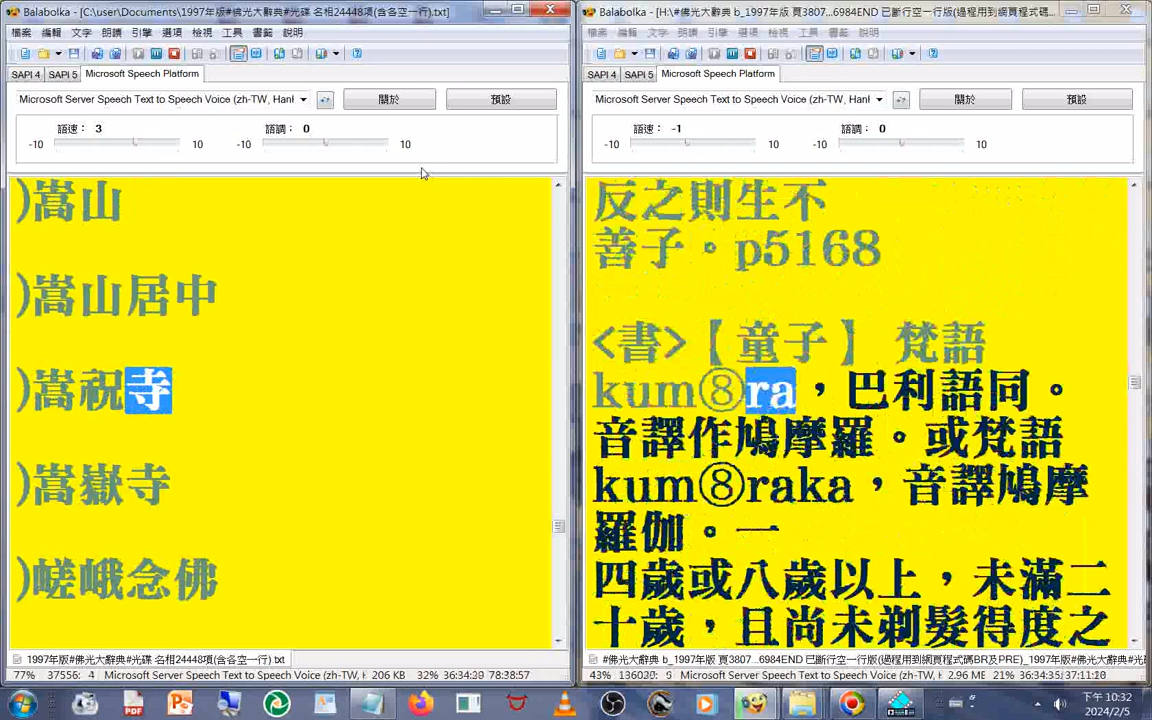 Balabolka - [C:\user\Documents\1997年版#佛光大辭典#光碟 名相24448項(含各空一行).txt]
檔案 編輯 文字 朗讀 引擎 選項 檢視 工具 書籤 說明
SAPI 4 SAPI 5 Microsoft Speech Platform
Microsoft Server Speech Text to Speech Voice (zh-TW, Hanl
關於 預設
語速： 3 語調： 0
-10 10 -10 10
)嵩山
)嵩山居中
)嵩祝寺
)嵩嶽寺
)嵯峨念佛
1997年版#佛光大辭典#光碟 名相24448項(含各空一行).txt
77% 37556: 4 Microsoft Server Speech Text to Speech Voice (zh-TW, 206 KB 32% 36:34:39 78:38:57
Balabolka - [H:\#佛光大辭典 b_1997年版 頁3807...6984END 已斷行空一行版(過程用到網頁程式碼
檔案 編輯 文字 朗讀 引擎 選項 檢視 工具 書籤 說明
SAPI 4 SAPI 5 Microsoft Speech Platform
Microsoft Server Speech Text to Speech Voice (zh-TW, Hanl
關於 預設
語速： -1 語調： 0
-10 10 -10 10
反之則生不
善子。p5168
<書>【童子】 梵語
kum⑧ra，巴利語同。
音譯作鳩摩羅。或梵語
kum⑧raka，音譯鳩摩
羅伽。一
四歲或八歲以上，未滿二
十歲，且尚未剃髮得度之
#佛光大辭典 b_1997年版 頁3807...6984END 已斷行空一行版(過程用到網頁程式碼BR及PRE)_1997年版#佛光
43% Microsoft Server Speech Text to Speech Voice (zh-TW, 2.96 MB 21% 36:34:35/37:11:20
PDF
下午 10:32
2024/2/5